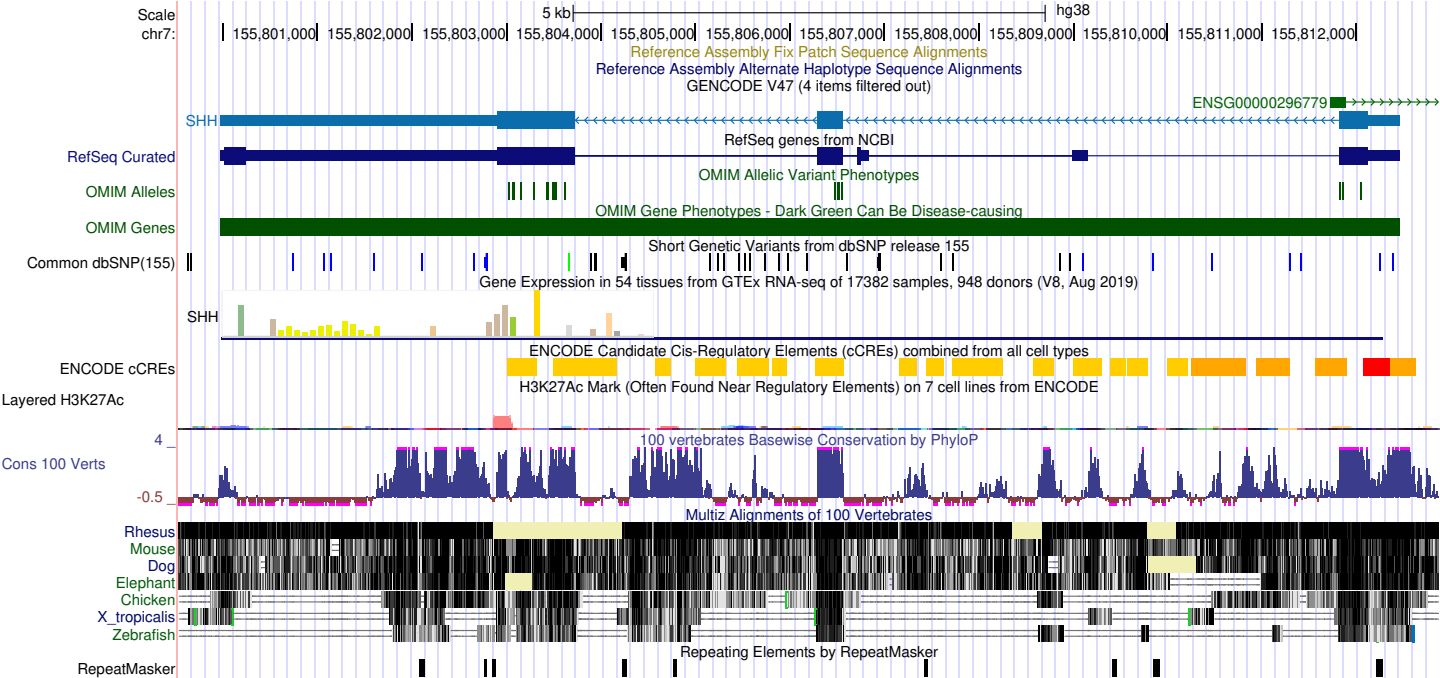 Scale 5 kb hg38
chr7: 155,801,000 155,802,000 155,803,000 155,804,000 155,805,000 155,806,000 155,807,000 155,808,000 155,809,000 155,810,000 155,811,000 155,812,000
Reference Assembly Fix Patch Sequence Alignments
Reference Assembly Alternate Haplotype Sequence Alignments
GENCODE V47 (4 items filtered out)
ENSG00000296779
SHH
RefSeq genes from NCBI
RefSeq Curated
OMIM Allelic Variant Phenotypes
OMIM Alleles
OMIM Gene Phenotypes - Dark Green Can Be Disease-causing
OMIM Genes
Short Genetic Variants from dbSNP release 155
Common dbSNP(155)
Gene Expression in 54 tissues from GTEx RNA-seq of 17382 samples, 948 donors (V8, Aug 2019)
SHH
ENCODE Candidate Cis-Regulatory Elements (cCREs) combined from all cell types
ENCODE cCREs
H3K27Ac Mark (Often Found Near Regulatory Elements) on 7 cell lines from ENCODE
Layered H3K27Ac
100 vertebrates Basewise Conservation by PhyloP
4 _
Cons 100 Verts
-0.5 _
Multiz Alignments of 100 Vertebrates
Rhesus
Mouse
Dog
Elephant
Chicken
X_tropicalis
Zebrafish
Repeating Elements by RepeatMasker
RepeatMasker